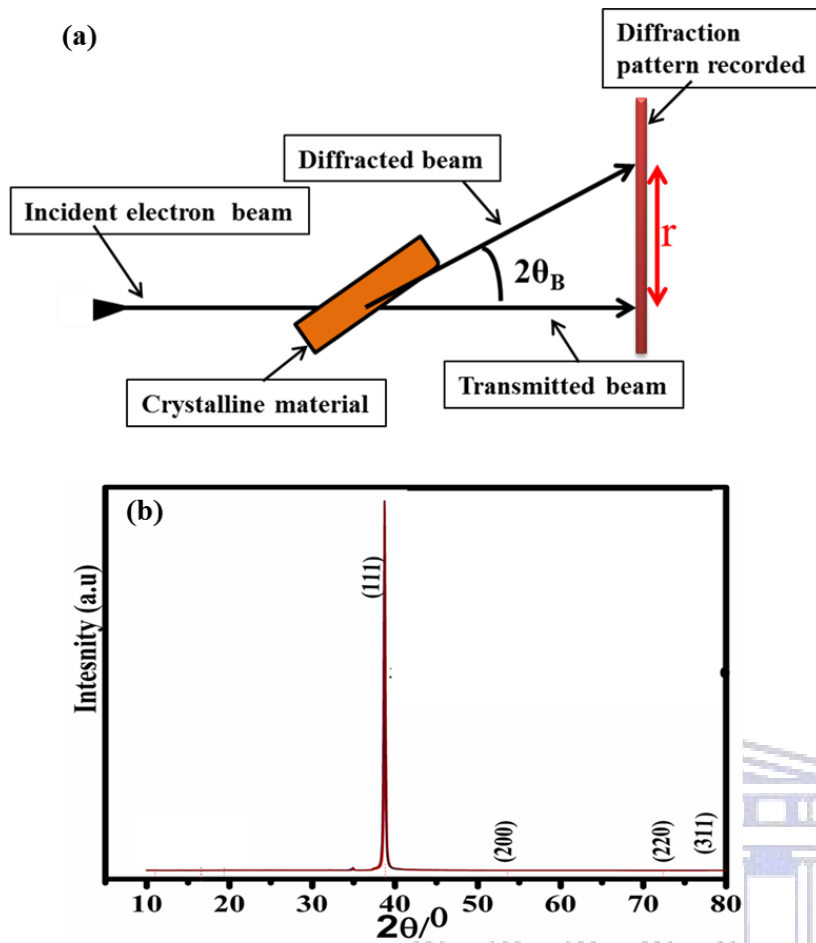 (a)
Diffraction
pattern recorded
Diffracted beam
Incident electron beam
r
2θB
Transmitted beam
Crystalline material
(b)
Intesnity (a.u)
(111)
(200)
(220)
(311)
10 20 30 40 50 60 70 80
2θ/⁰